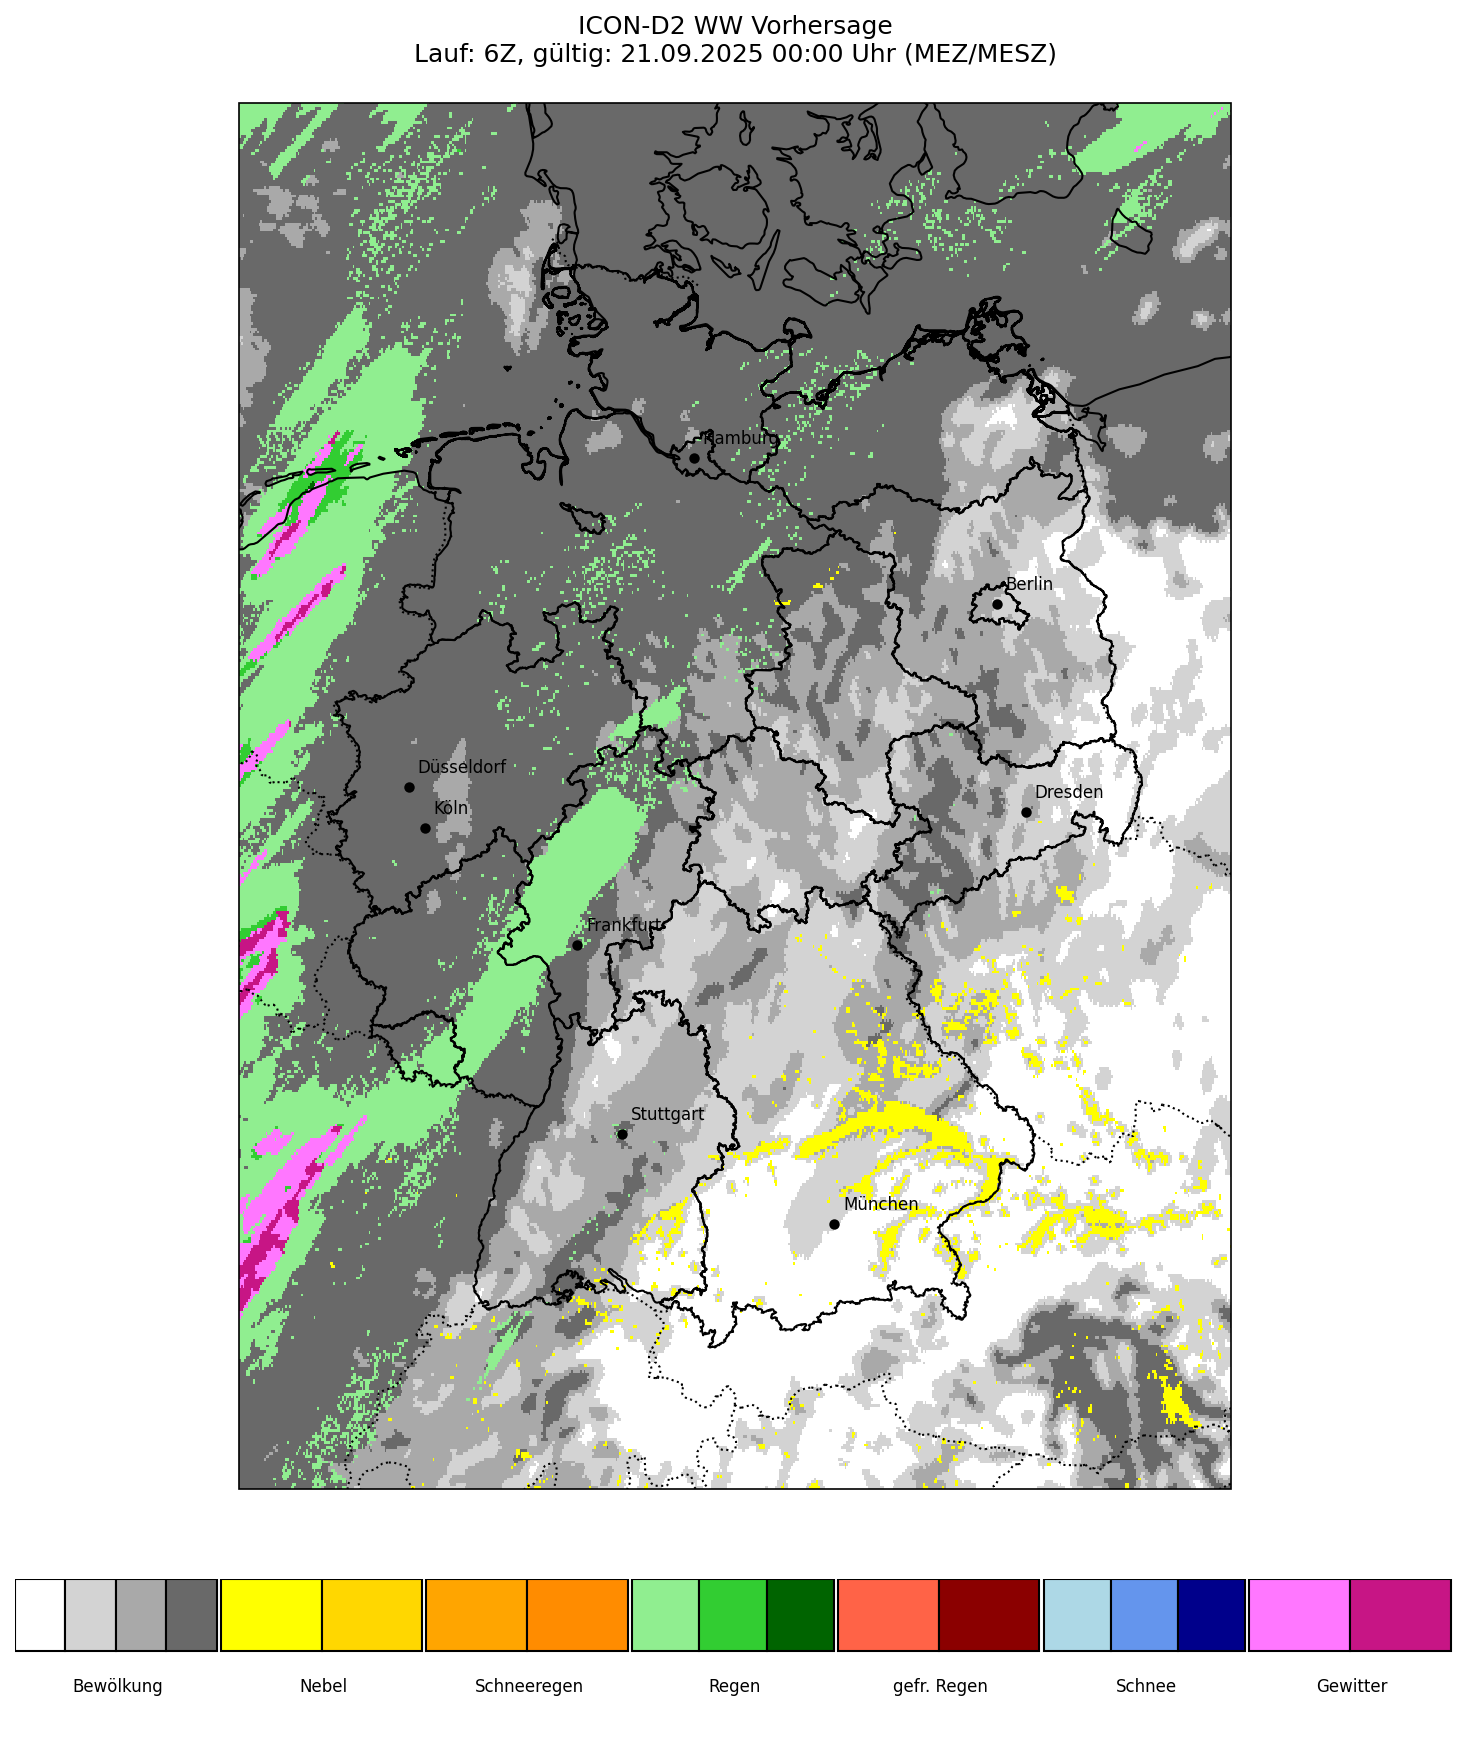 ICON-D2 WW Vorhersage
Lauf: 6Z, gültig: 21.09.2025 00:00 Uhr (MEZ/MESZ)
Hamburg
Berlin
Düsseldorf
Köln
Dresden
Frankfurt
Stuttgart
München
Bewölkung
Nebel
Schneeregen
Regen
gefr. Regen
Schnee
Gewitter